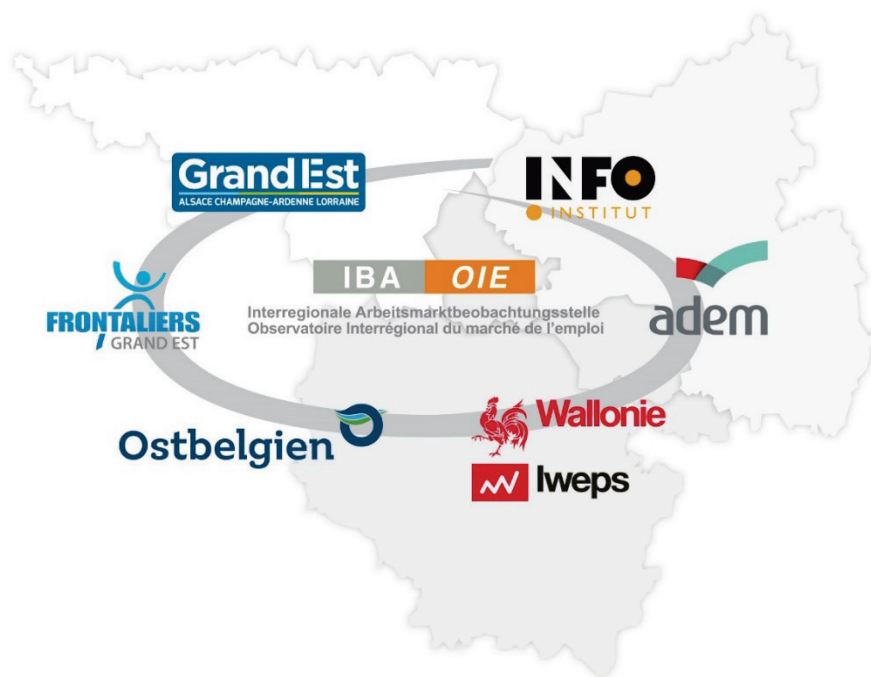 Grand Est
ALSACE CHAMPAGNE-ARDENNE LORRAINE
INFO
INSTITUT
IBA OIE
Interregionale Arbeitsmarktbeobachtungsstelle
Observatoire Interrégional du marché de l'emploi
FRONTALIERS
GRAND EST
adem
Ostbelgien
Wallonie
Iweps